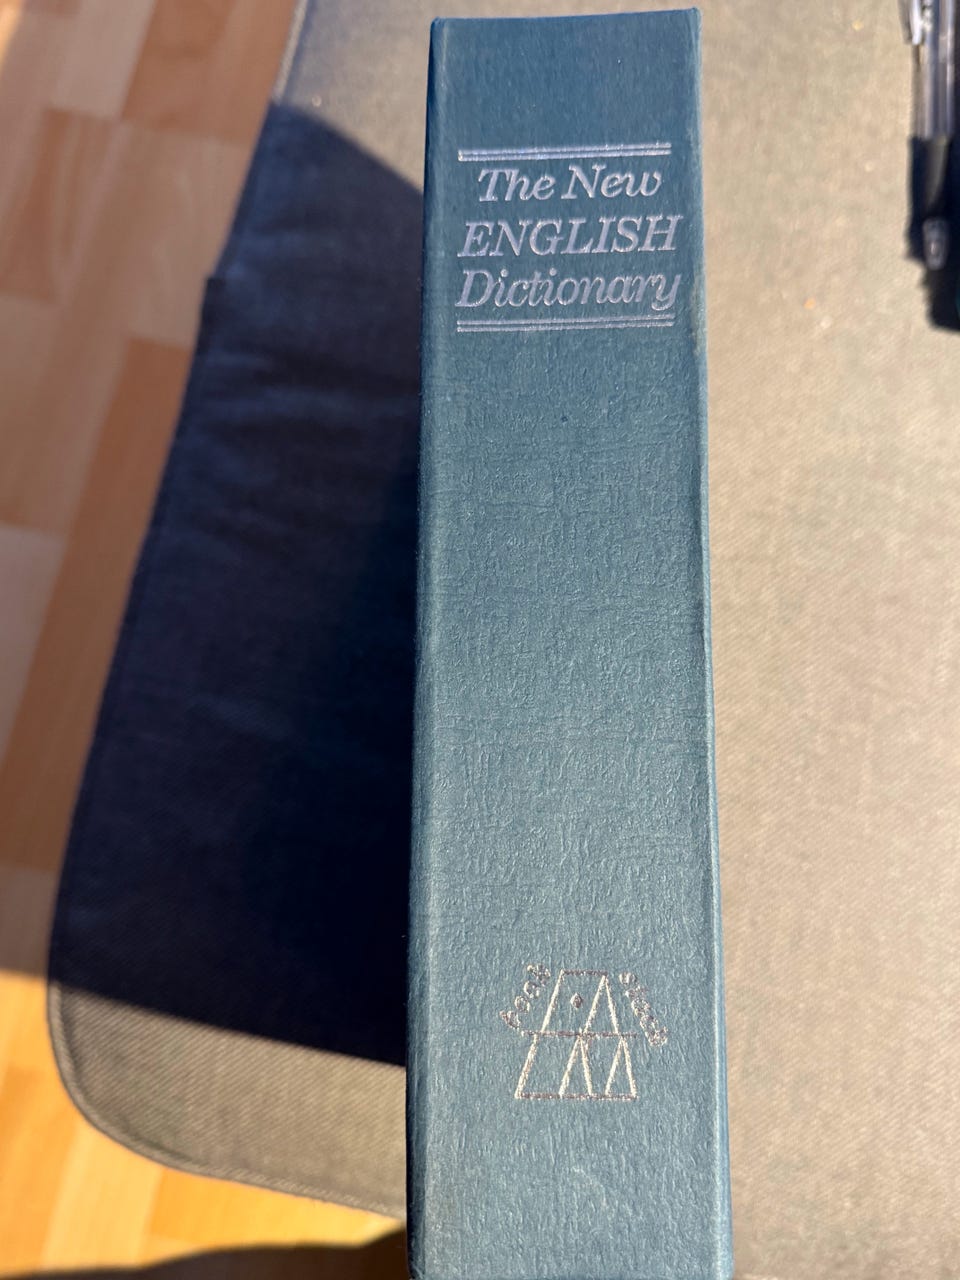 The New
ENGLISH
Dictionary